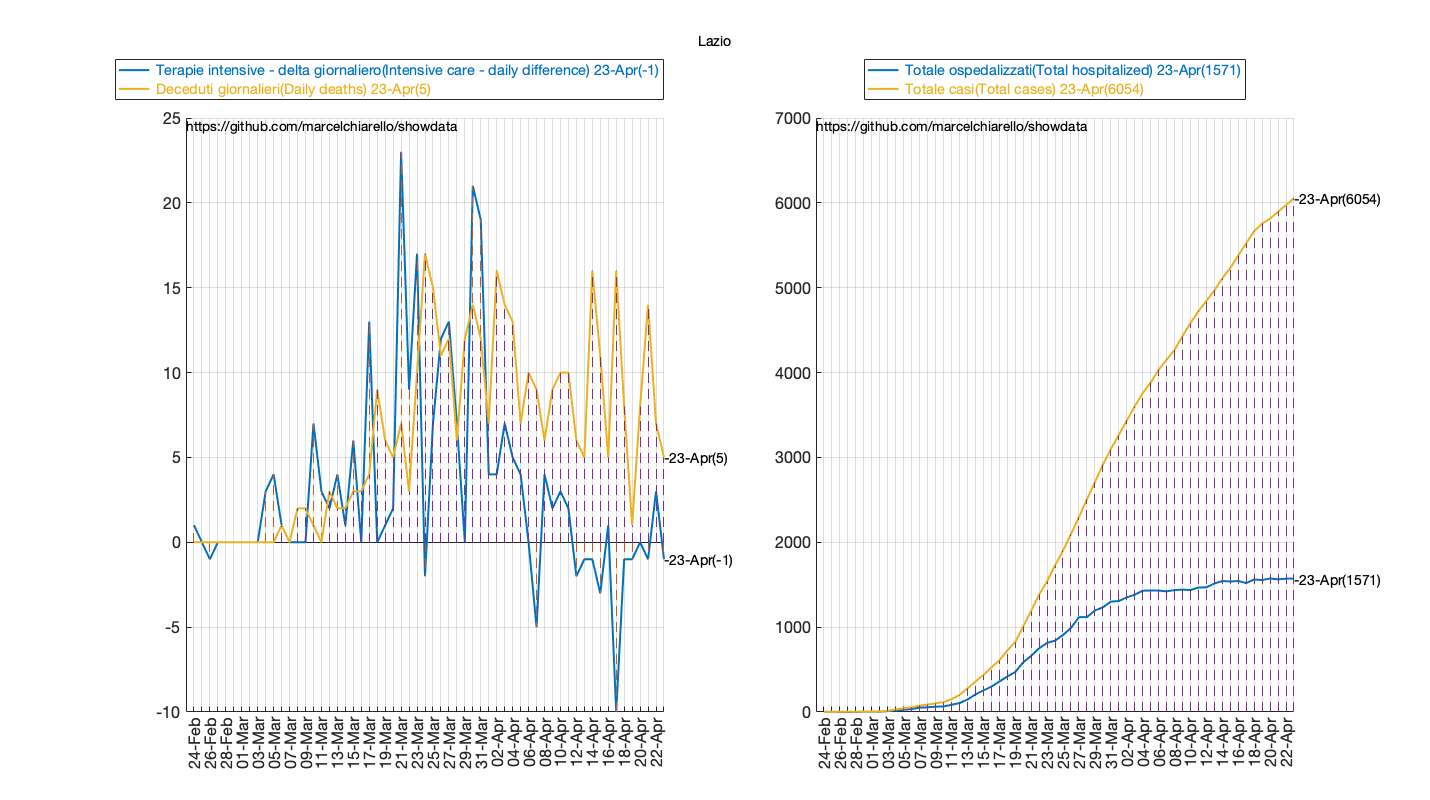 Lazio
Terapie intensive - delta giornaliero(Intensive care - daily difference) 23-Apr(-1)
Deceduti giornalieri(Daily deaths) 23-Apr(5)
25
20
15
10
5
0
-5
-10
https://github.com/marcelchiarello/showdata
-23-Apr(5)
-23-Apr(-1)
24-Feb
26-Feb
28-Feb
01-Mar
03-Mar
05-Mar
07-Mar
09-Mar
11-Mar
13-Mar
15-Mar
17-Mar
19-Mar
21-Mar
23-Mar
25-Mar
27-Mar
29-Mar
31-Mar
02-Apr
04-Apr
06-Apr
08-Apr
10-Apr
12-Apr
14-Apr
16-Apr
18-Apr
20-Apr
22-Apr
Totale ospedalizzati(Total hospitalized) 23-Apr(1571)
Totale casi(Total cases) 23-Apr(6054)
7000
6000
5000
4000
3000
2000
1000
0
https://github.com/marcelchiarello/showdata
-23-Apr(6054)
-23-Apr(1571)
24-Feb
26-Feb
28-Feb
01-Mar
03-Mar
05-Mar
07-Mar
09-Mar
11-Mar
13-Mar
15-Mar
17-Mar
19-Mar
21-Mar
23-Mar
25-Mar
27-Mar
29-Mar
31-Mar
02-Apr
04-Apr
06-Apr
08-Apr
10-Apr
12-Apr
14-Apr
16-Apr
18-Apr
20-Apr
22-Apr